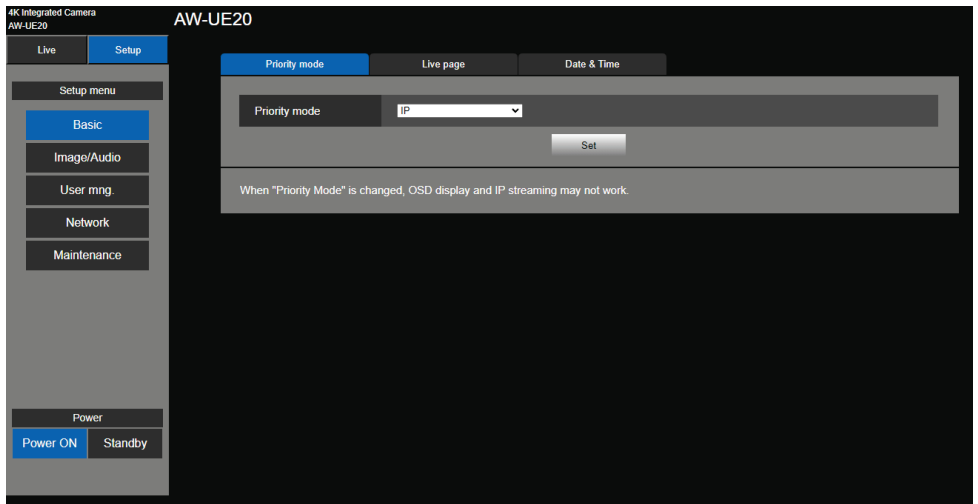 4K Integrated Camera
AW-UE20
AW-UE20
Live
Setup
Setup menu
Basic
Image/Audio
User mng.
Network
Maintenance
Power
Power ON
Standby
Priority mode
Live page
Date & Time
Priority mode
IP
Set
When "Priority Mode" is changed, OSD display and IP streaming may not work.